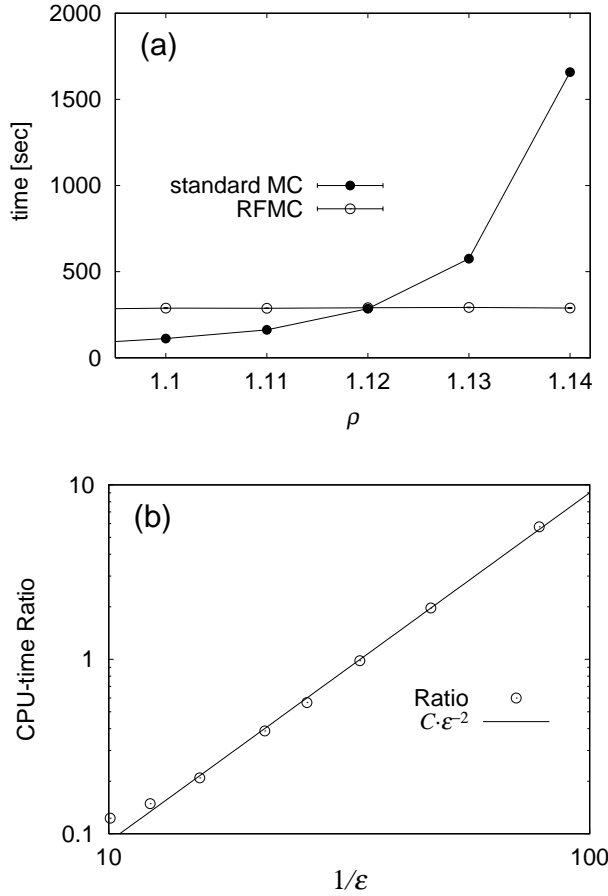 (a)
2000
1500
1000
500
0
time [sec]
standard MC
RFMC
1.1 1.11 1.12 1.13 1.14
ρ
(b)
10
1
0.1
CPU-time Ratio
Ratio
C·ε⁻²
10 100
1/ε